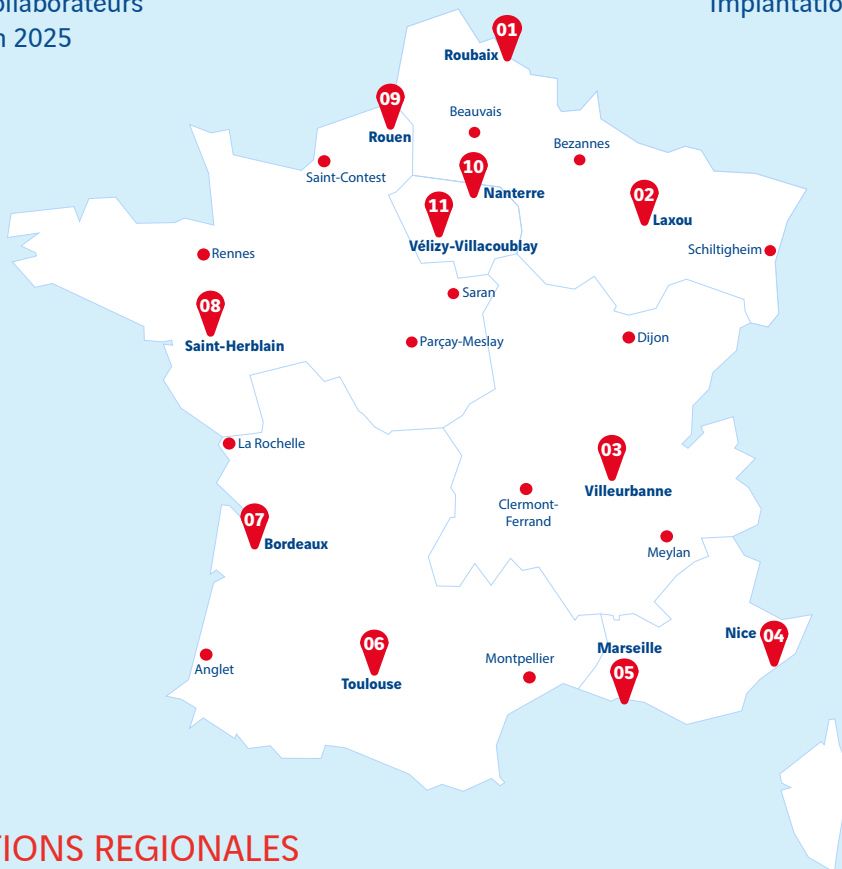 n 2025
01
Roubaix
09
Rouen
Beauvais
Bezannes
Saint-Contest
10
Nanterre
02
Laxou
11
Vélizy-Villacoublay
Schiltigheim
Rennes
Saran
08
Saint-Herblain
Parçay-Meslay
Dijon
La Rochelle
03
Villeurbanne
Clermont-
Ferrand
07
Bordeaux
Meylan
Nice
04
06
Toulouse
Marseille
05
Montpellier
Anglet
TIONS REGIONALES